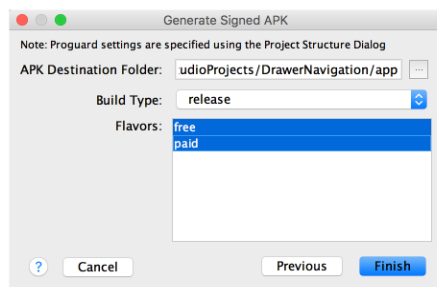 Generate Signed APK
Note: Proguard settings are specified using the Project Structure Dialog
APK Destination Folder: udioProjects/DrawerNavigation/app ...
Build Type: release
Flavors: free
paid
? Cancel Previous Finish